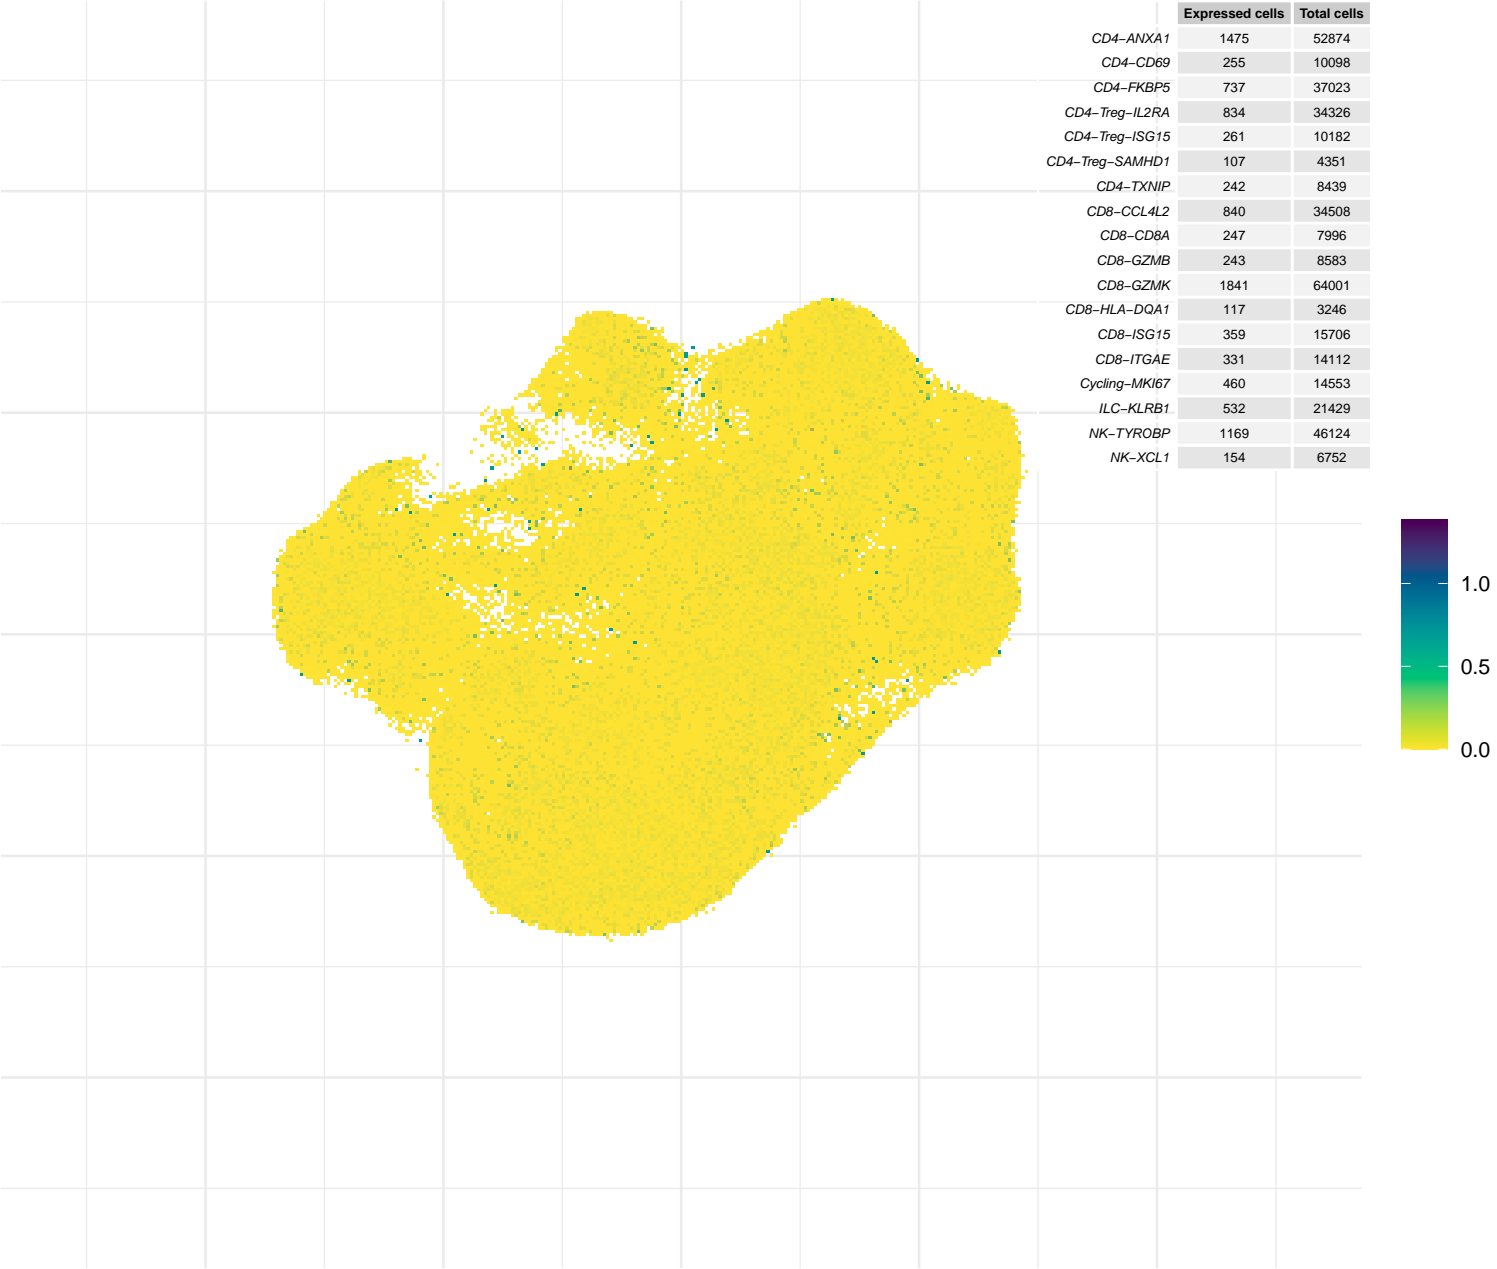 Expressed cells Total cells
CD4−ANXA1 1475 52874
CD4−CD69 255 10098
CD4−FKBP5 737 37023
CD4−Treg−IL2RA 834 34326
CD4−Treg−ISG15 261 10182
CD4−Treg−SAMHD1 107 4351
CD4−TXNIP 242 8439
CD8−CCL4L2 840 34508
CD8−CD8A 247 7996
CD8−GZMB 243 8583
CD8−GZMK 1841 64001
CD8−HLA−DQA1 117 3246
CD8−ISG15 359 15706
CD8−ITGAE 331 14112
Cycling−MKI67 460 14553
ILC−KLRB1 532 21429
NK−TYROBP 1169 46124
NK−XCL1 154 6752
1.0
0.5
0.0